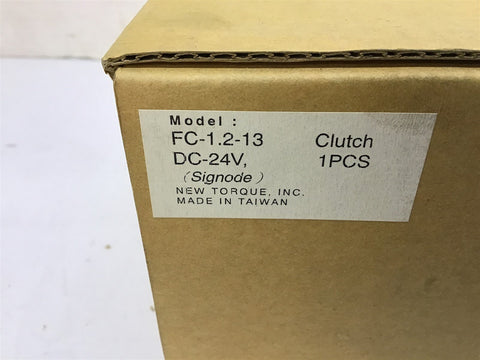 Model :
FC-1.2-13 Clutch
DC-24V, 1PCS
(Signode)
NEW TORQUE, INC.
MADE IN TAIWAN